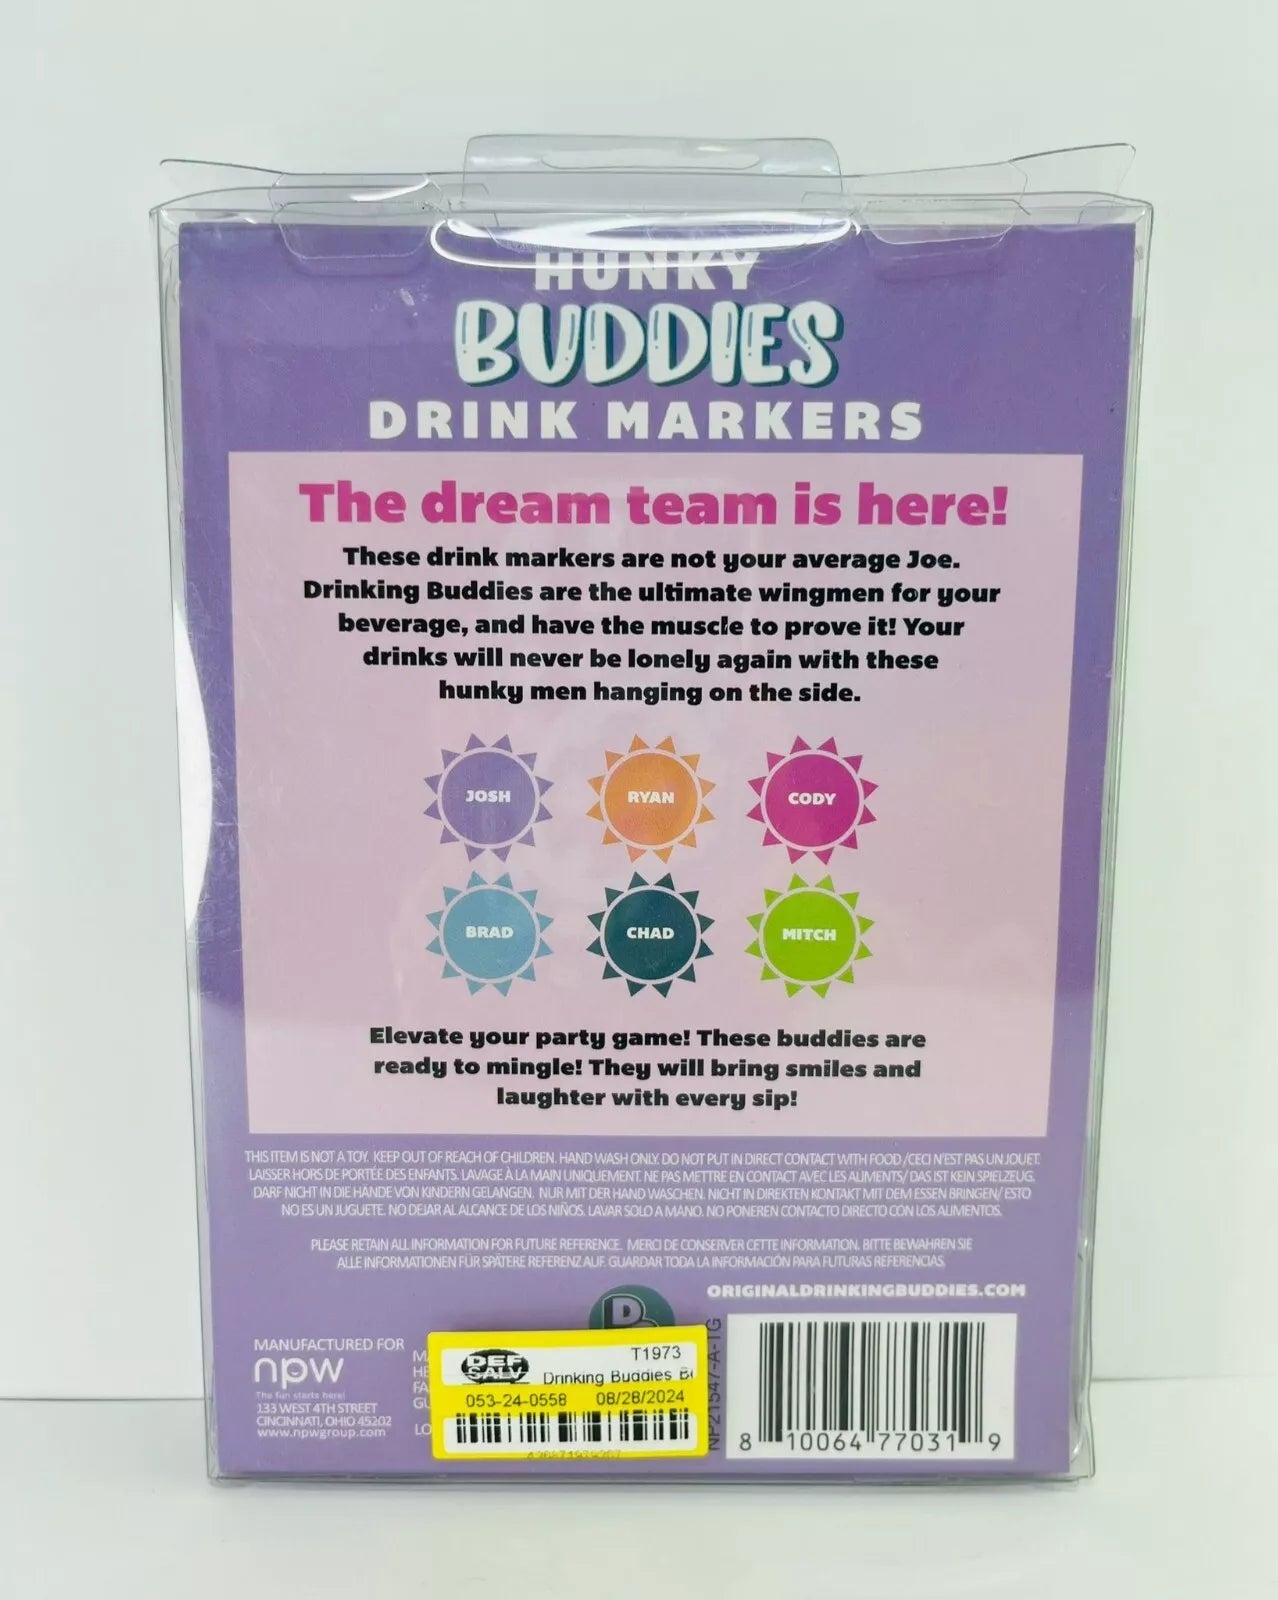 HUNKY
BUDDIES
DRINK MARKERS
The dream team is here!
These drink markers are not your average Joe.
Drinking Buddies are the ultimate wingmen for your
beverage, and have the muscle to prove it! Your
drinks will never be lonely again with these
hunky men hanging on the side.
JOSH RYAN CODY
BRAD CHAD MITCH
Elevate your party game! These buddies are
ready to mingle! They will bring smiles and
laughter with every sip!
THIS ITEM IS NOT A TOY. KEEP OUT OF REACH OF CHILDREN. HAND WASH ONLY. DO NOT PUT IN DIRECT CONTACT WITH FOOD /CECI N'EST PAS UN JOUET.
LAISSER HORS DE PORTÉE DES ENFANTS. LAVAGE À LA MAIN UNIQUEMENT. NE PAS METTRE EN CONTACT AVEC LES ALIMENTS/ DAS IST KEIN SPIELZEUG.
DARF NICHT IN DIE HÄNDE VON KINDERN GELANGEN. NUR MIT DER HAND WASCHEN. NICHT IN DIREKTEN KONTAKT MIT DEM ESSEN BRINGEN/ ESTO
NO ES UN JUGUETE. NO DEJAR AL ALCANCE DE LOS NIÑOS. LAVAR SOLO A MANO. NO PONEREN CONTACTO DIRECTO CON LOS ALIMENTOS.
PLEASE RETAIN ALL INFORMATION FOR FUTURE REFERENCE. MERCI DE CONSERVER CETTE INFORMATION. BITTE BEWAHREN SIE
ALLE INFORMATIONEN FÜR SPÄTERE REFERENZ AUF. GUARDAR TODA LA INFORMACIÓN PARA FUTURAS REFERENCIAS.
ORIGINALDRINKINGBUDDIES.COM
MANUFACTURED FOR
npw
The fun starts here!
133 WEST 4TH STREET
CINCINNATI, OHIO 45202
www.npwgroup.com
D
DEF
SALV
T1973
Drinking Buddies
053-24-0558 08/28/2024
NP21547-A-1G
8 10064 77031 9